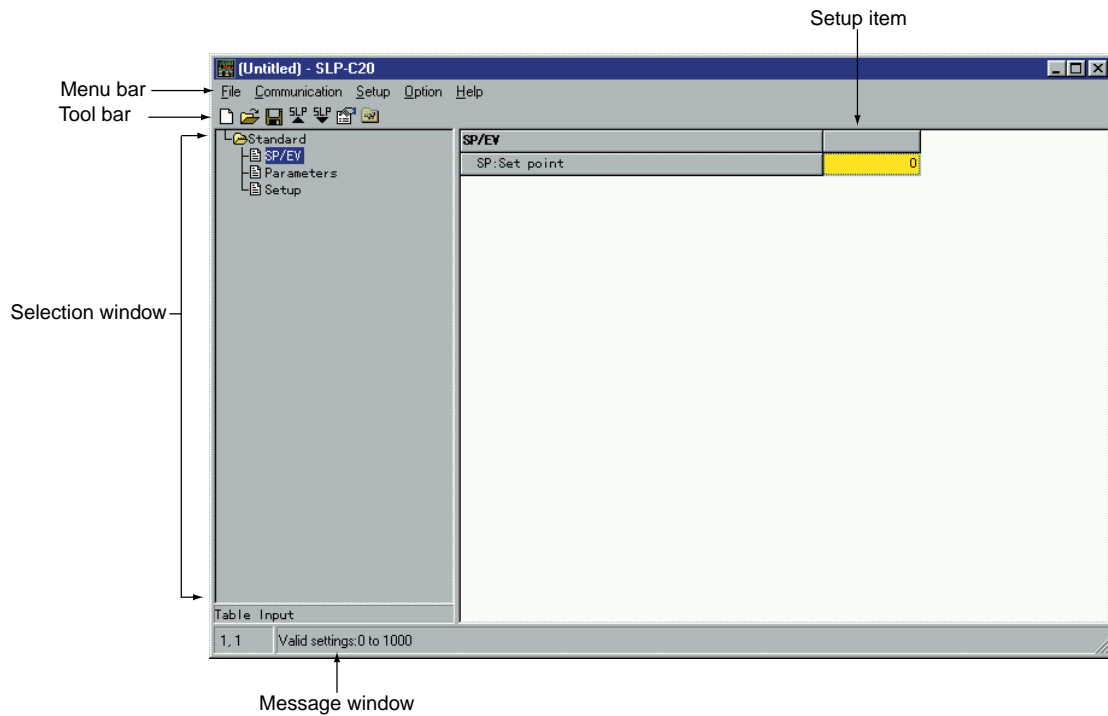 Setup item
(Untitled) - SLP-C20
Menu bar
File Communication Setup Option Help
Tool bar
SLP SLP
Standard
SP/EV
Parameters
Setup
SP/EV
SP:Set point 0
Selection window
Table Input
1, 1 Valid settings:0 to 1000
Message window